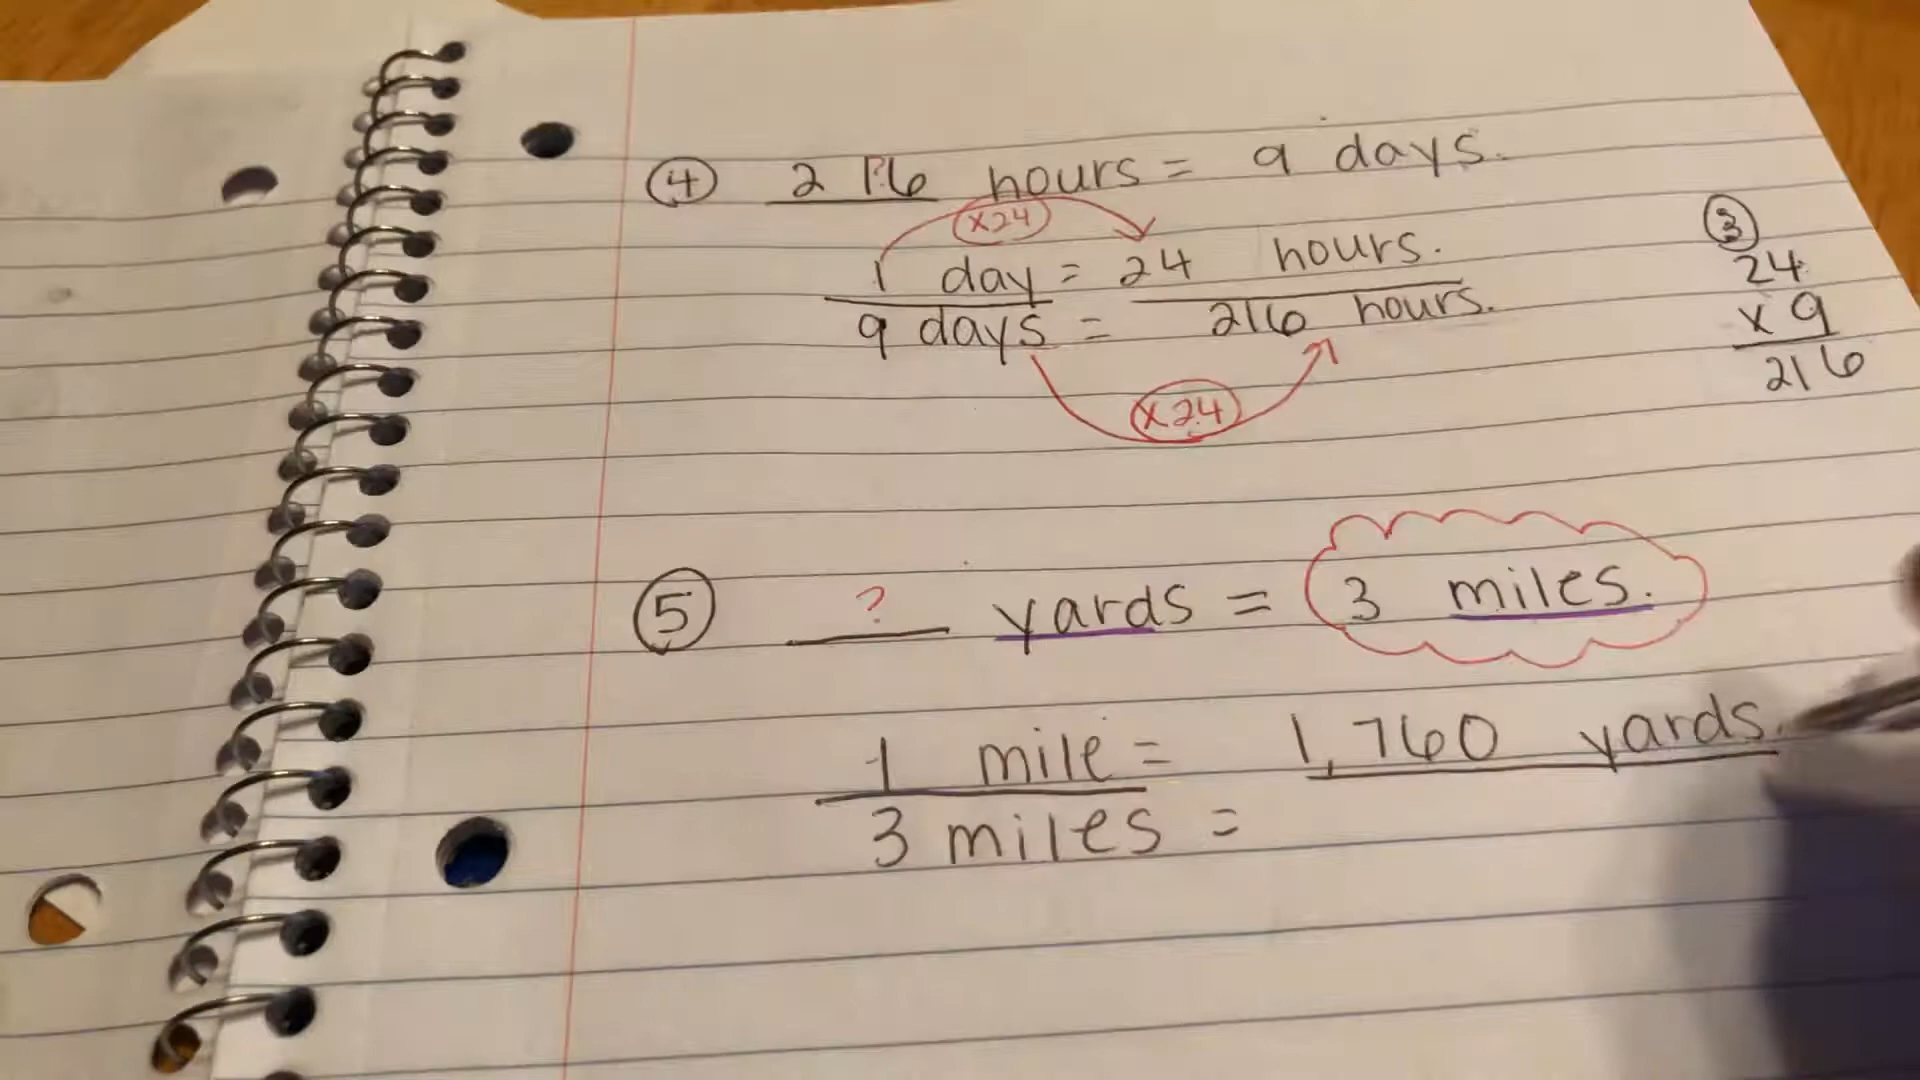 ④ 216 hours = 9 days.
x24
1 day = 24 hours.
9 days = 216 hours.
x24
③
24
x 9
216
⑤ ? yards = 3 miles.
1 mile = 1,760 yards.
3 miles =